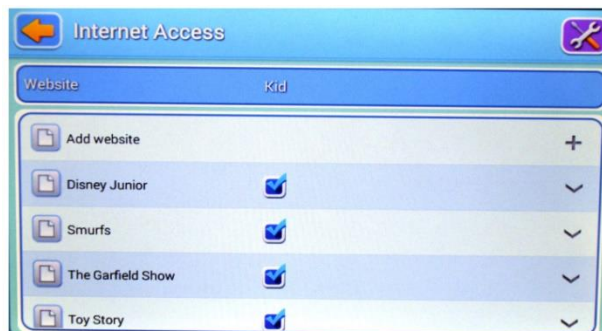 Internet Access
Website Kid
Add website
Disney Junior
Smurfs
The Garfield Show
Toy Story